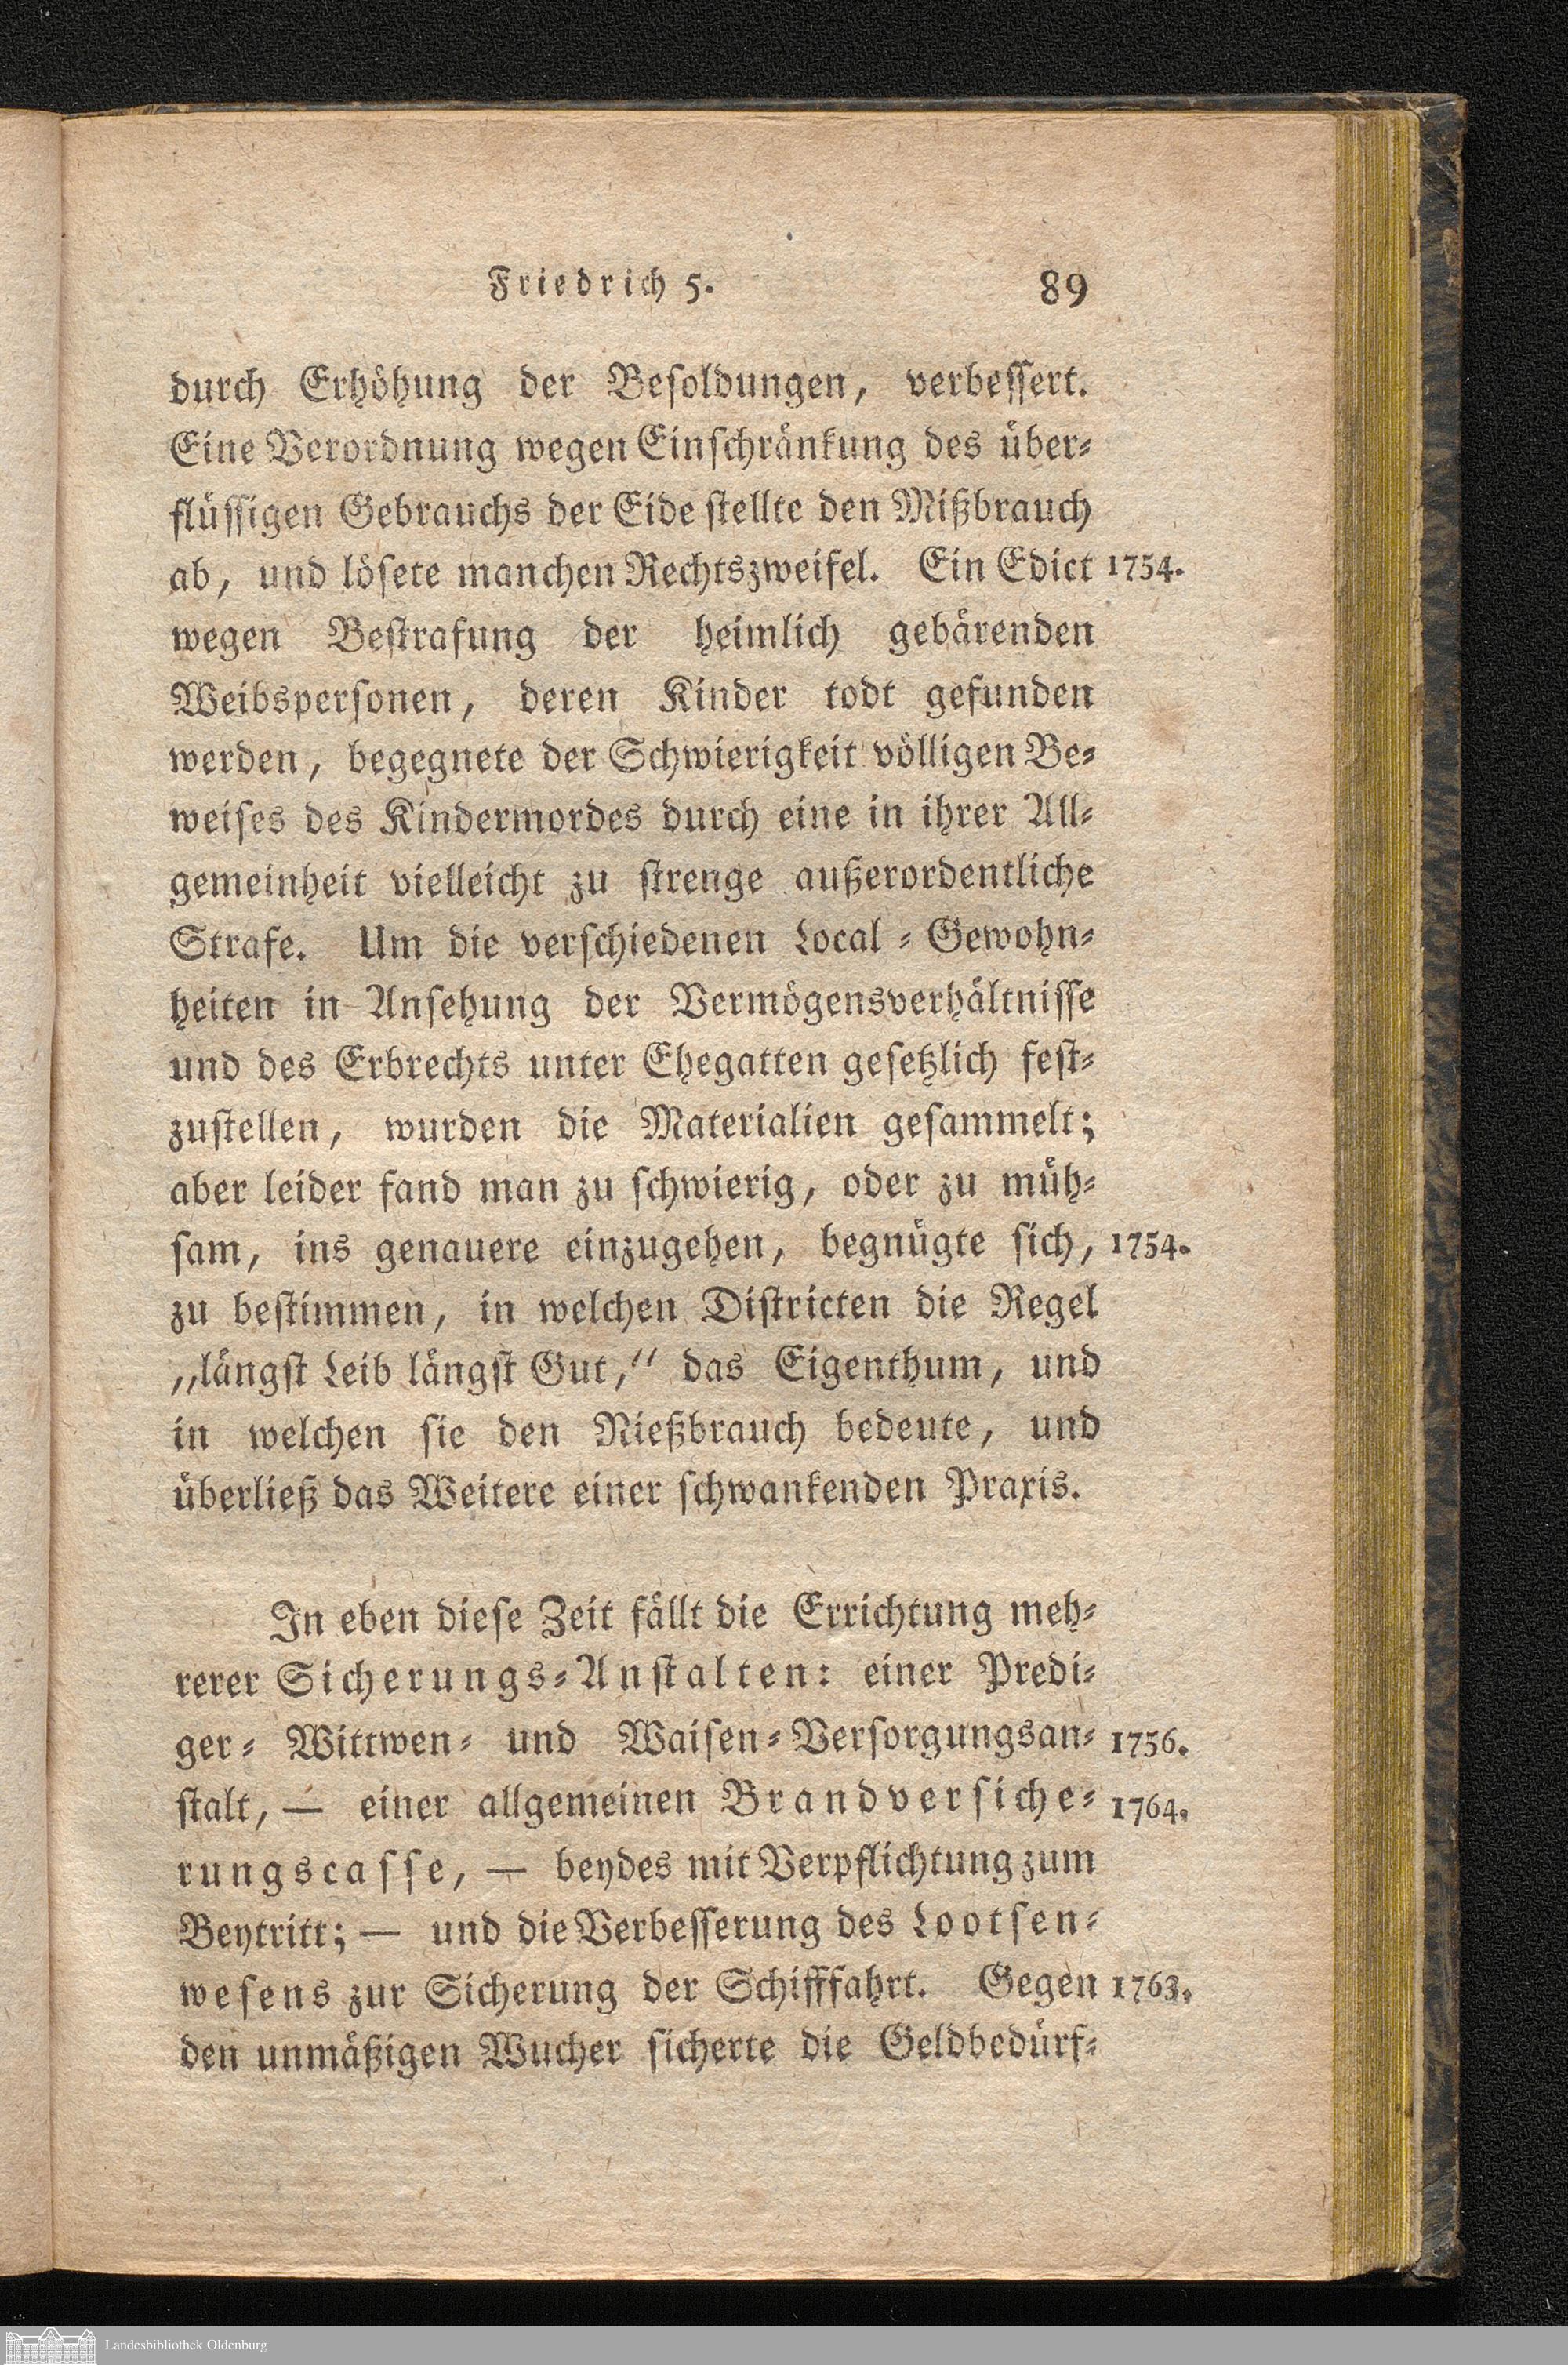 Friedrich 5. 89
durch Erhöhung der Besoldungen, verbessert.
Eine Verordnung wegen Einschränkung des über-
flüssigen Gebrauchs der Eide stellte den Mißbrauch
ab, und lösete manchen Rechtszweifel. Ein Edict 1754.
wegen Bestrafung der heimlich gebärenden
Weibspersonen, deren Kinder todt gefunden
werden, begegnete der Schwierigkeit völligen Be-
weises des Kindermordes durch eine in ihrer All-
gemeinheit vielleicht zu strenge außerordentliche
Strafe. Um die verschiedenen Local-Gewohn-
heiten in Ansehung der Vermögensverhältnisse
und des Erbrechts unter Ehegatten gesetzlich fest-
zustellen, wurden die Materialien gesammelt;
aber leider fand man zu schwierig, oder zu müh-
sam, ins genauere einzugehen, begnügte sich, 1754.
zu bestimmen, in welchen Districten die Regel
„längst Leib längst Gut,“ das Eigenthum, und
in welchen sie den Nießbrauch bedeute, und
überließ das Weitere einer schwankenden Praxis.
In eben diese Zeit fällt die Errichtung meh-
rerer Sicherungs-Anstalten: einer Predi-
ger- Wittwen- und Waisen-Versorgungsan- 1756.
stalt, — einer allgemeinen Brandversiche- 1764.
rungscasse, — beydes mit Verpflichtung zum
Beytritt; — und die Verbesserung des Lootsen-
wesens zur Sicherung der Schifffahrt. Gegen 1763.
den unmäßigen Wucher sicherte die Geldbedürf-
Landesbibliothek Oldenburg